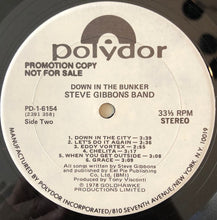 polydor
PROMOTION COPY
NOT FOR SALE
DOWN IN THE BUNKER
STEVE GIBBONS BAND
PD-1-6154
(2391 358)
Side Two
33⅓ RPM
STEREO
1 - DOWN IN THE CITY — 3:39
2 - LET'S DO IT AGAIN — 3:39
3 - EDDY VORTEX — 3:51
4 - CHELITA — 3:17
5 - WHEN YOU GET OUTSIDE — 3:08
6 - GRACE — 3:09
All songs written by Steve Gibbons
and published by Eel Pie Publishing
Co. Ltd. (BMI)
Produced by Tony Visconti
℗ 1978 GOLDHAWKE
PRODUCTIONS LIMITED
MANUFACTURED BY POLYDOR INCORPORATED/810 SEVENTH AVENUE/NEW YORK, N.Y. 10019